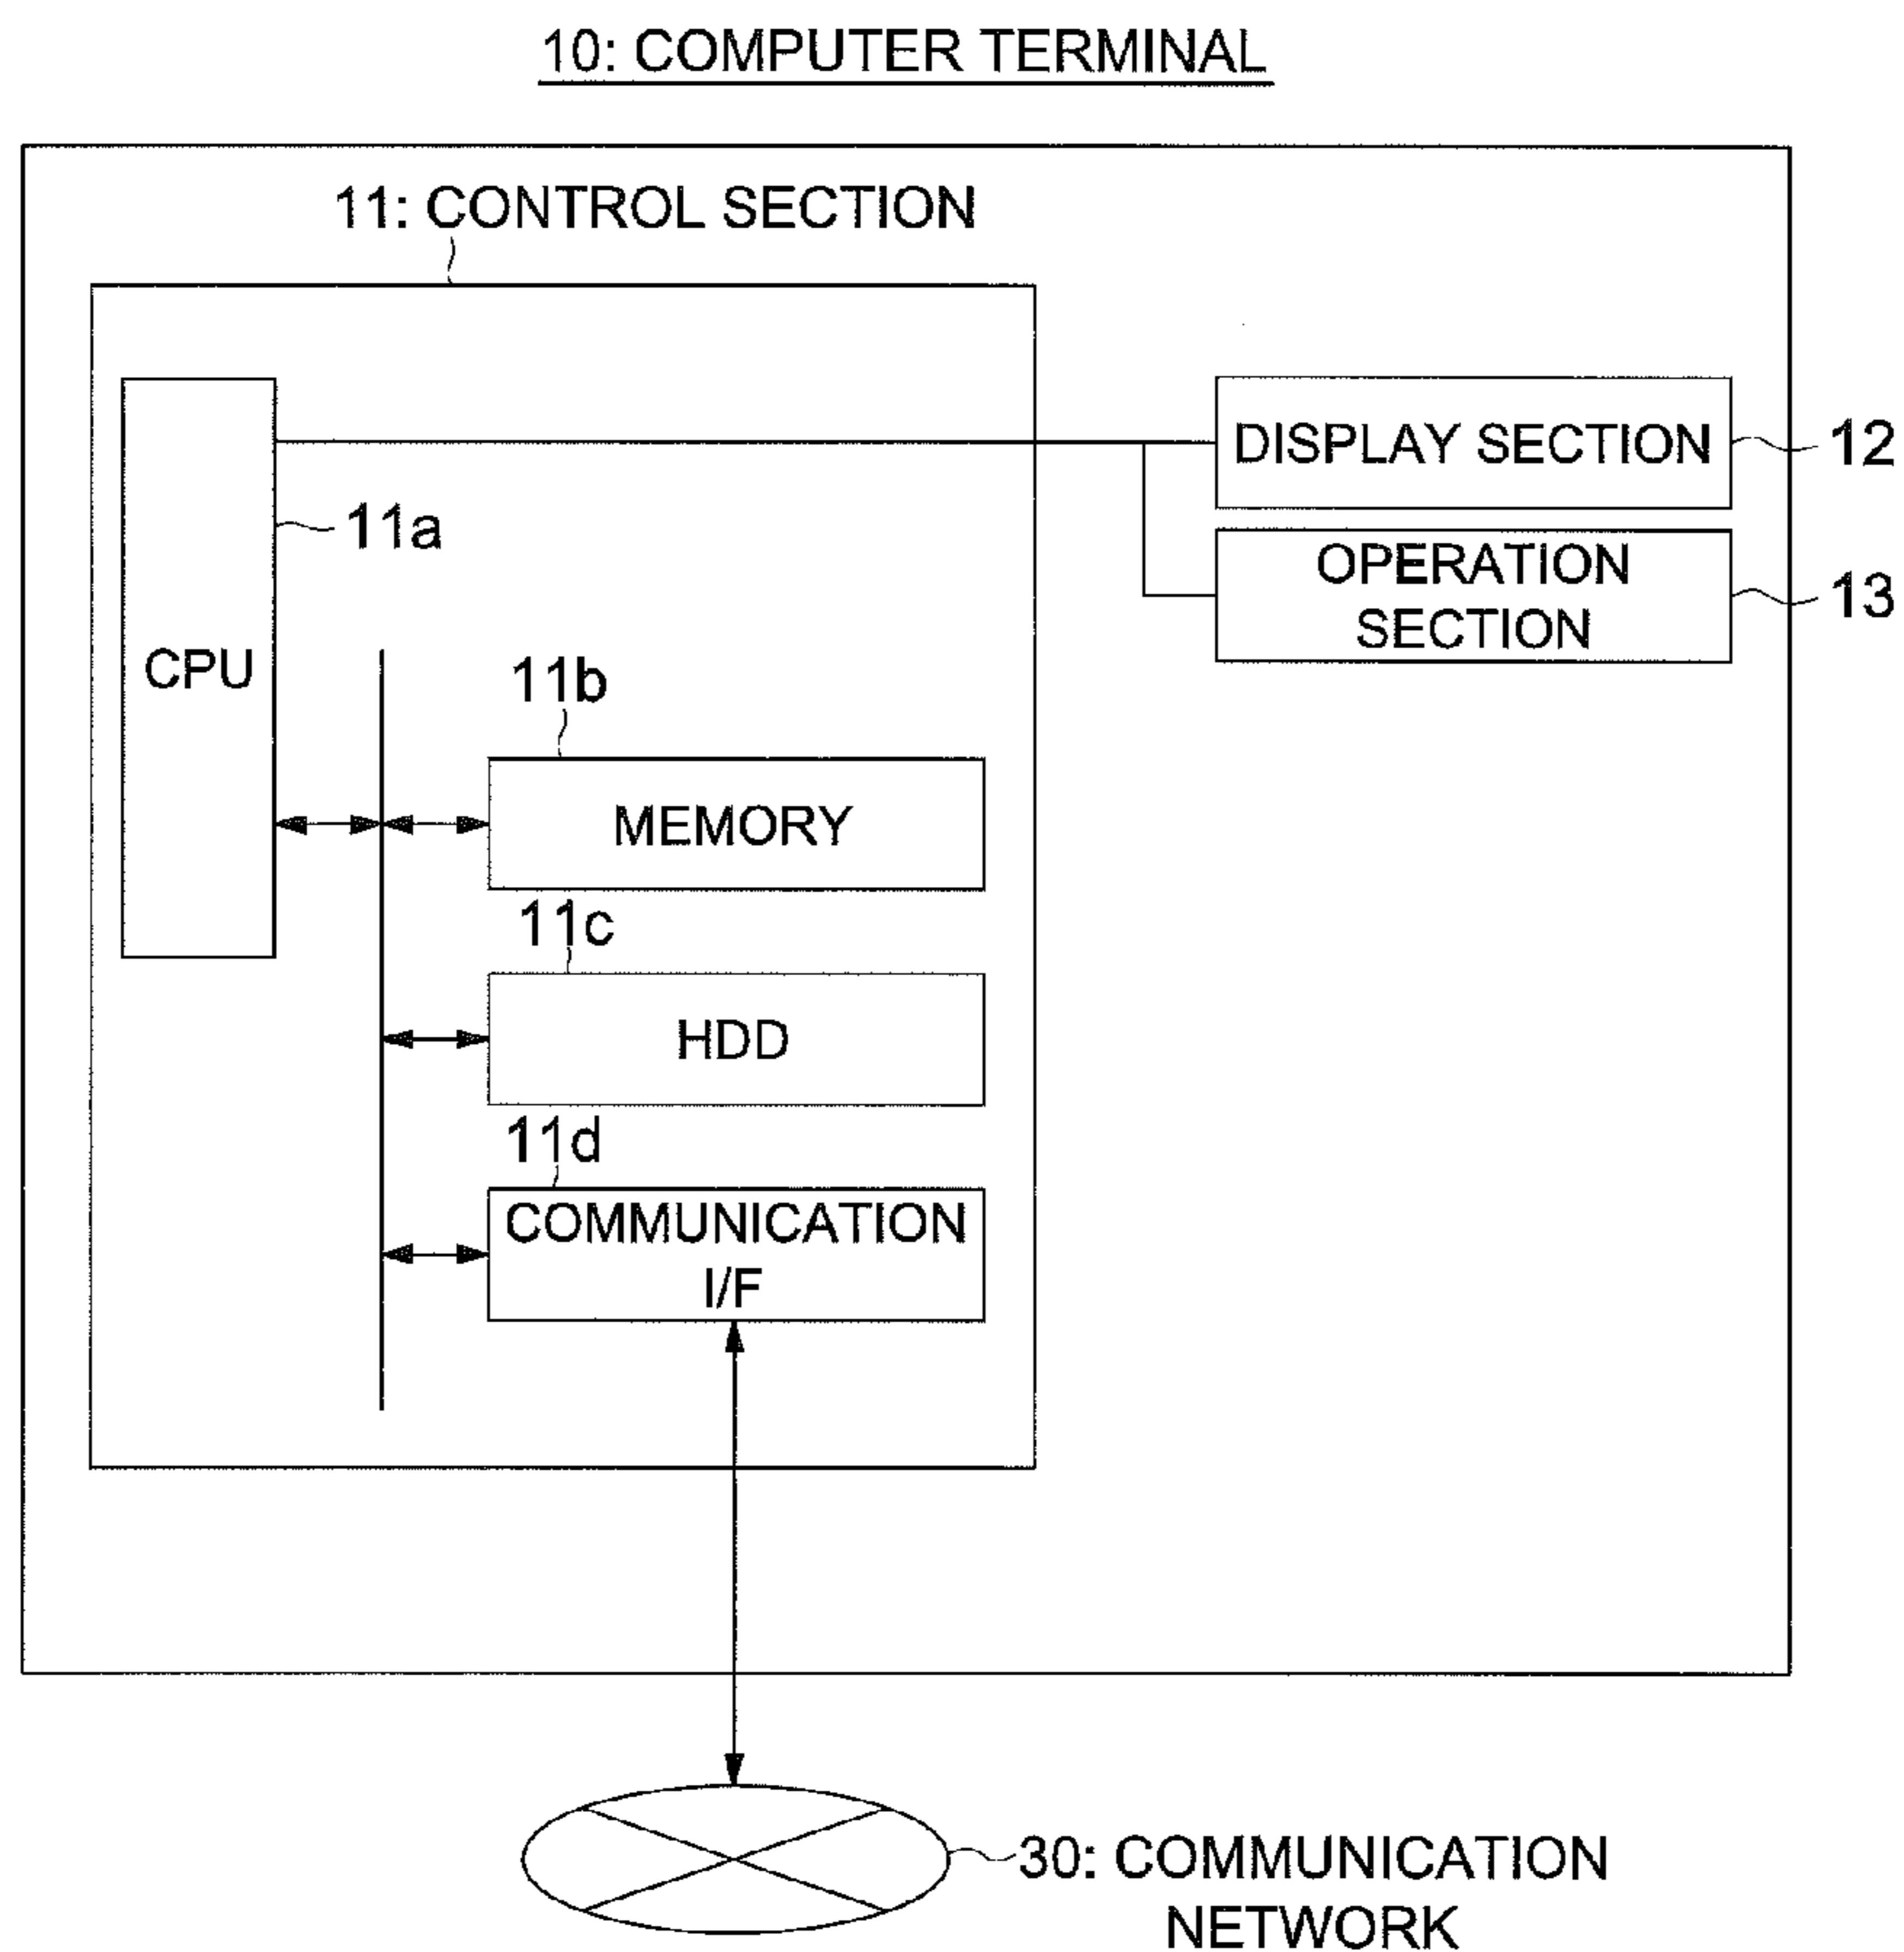 10: COMPUTER TERMINAL
11: CONTROL SECTION
DISPLAY SECTION
12
11a
OPERATION
SECTION
13
CPU
11b
MEMORY
11c
HDD
11d
COMMUNICATION
I/F
30: COMMUNICATION
NETWORK